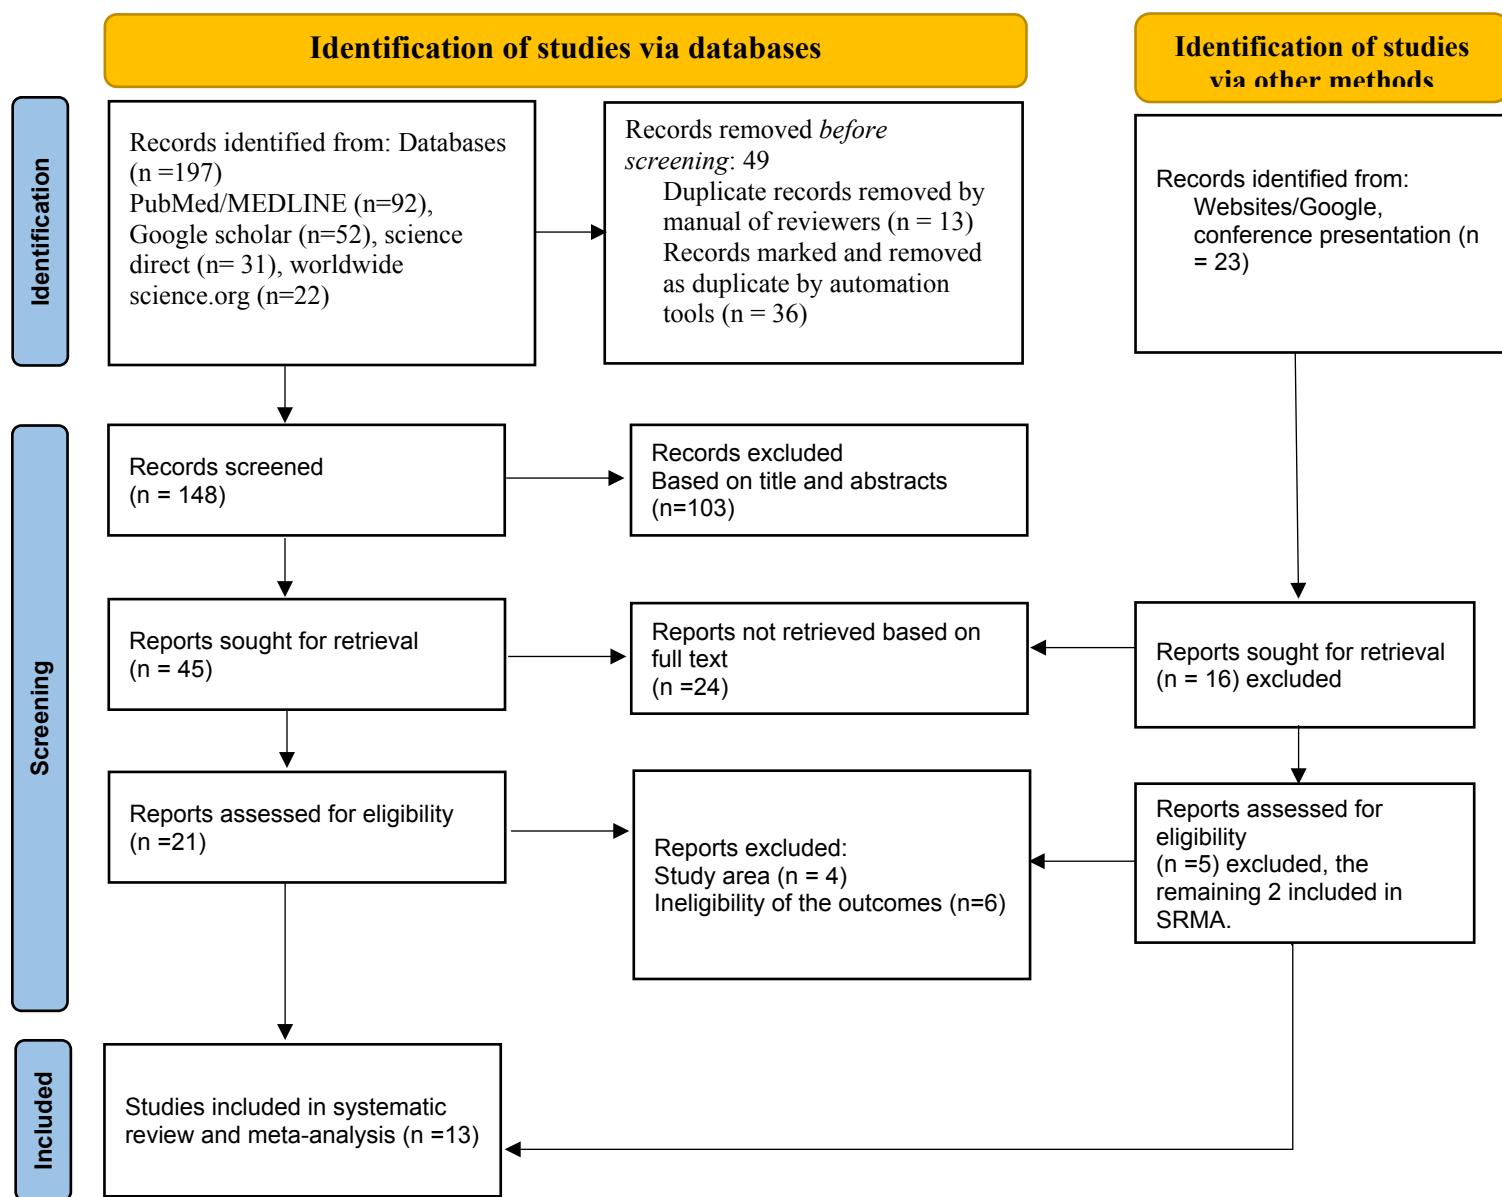 Identification of studies via databases
Identification of studies
via other methods
Identification
Records identified from: Databases
(n =197)
PubMed/MEDLINE (n=92),
Google scholar (n=52), science
direct (n= 31), worldwide
science.org (n=22)
Records removed before
screening: 49
Duplicate records removed by
manual of reviewers (n = 13)
Records marked and removed
as duplicate by automation
tools (n = 36)
Records identified from:
Websites/Google,
conference presentation (n
= 23)
Screening
Records screened
(n = 148)
Records excluded
Based on title and abstracts
(n=103)
Reports sought for retrieval
(n = 45)
Reports not retrieved based on
full text
(n =24)
Reports sought for retrieval
(n = 16) excluded
Reports assessed for eligibility
(n =21)
Reports excluded:
Study area (n = 4)
Ineligibility of the outcomes (n=6)
Reports assessed for
eligibility
(n =5) excluded, the
remaining 2 included in
SRMA.
Included
Studies included in systematic
review and meta-analysis (n =13)